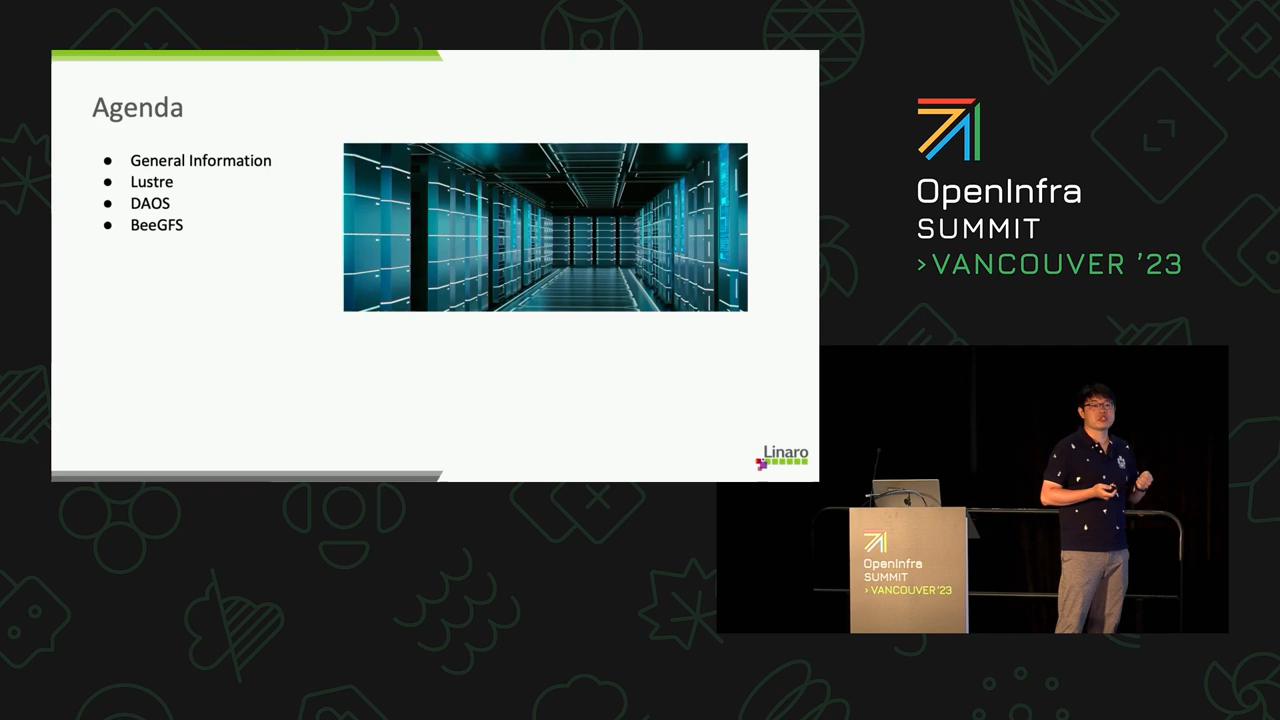 Agenda
● General Information
● Lustre
● DAOS
● BeeGFS
Linaro
OpenInfra
SUMMIT
>VANCOUVER '23
OpenInfra
SUMMIT
> VANCOUVER '23